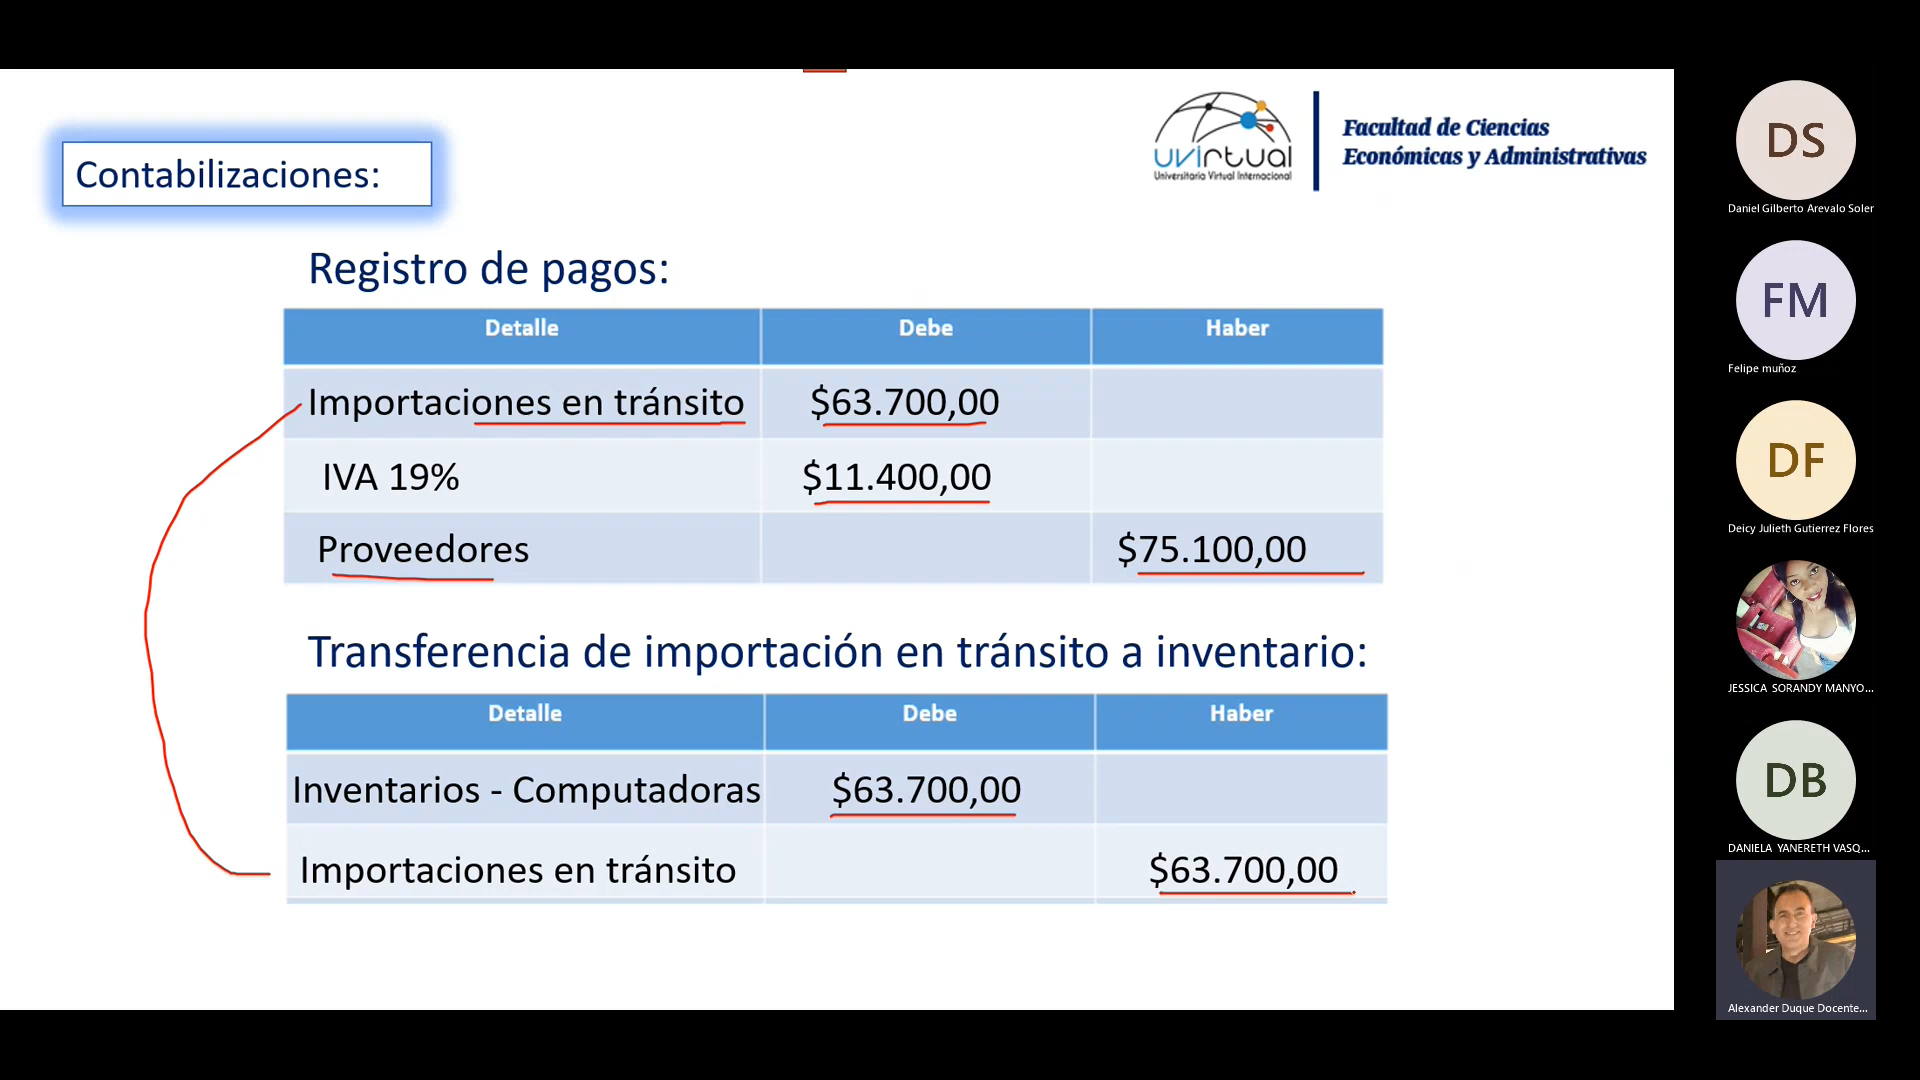 Contabilizaciones:
uvirtual
Universitaria Virtual Internacional
Facultad de Ciencias
Económicas y Administrativas
Registro de pagos:
Detalle Debe Haber
Importaciones en tránsito $63.700,00
IVA 19% $11.400,00
Proveedores $75.100,00
Transferencia de importación en tránsito a inventario:
Detalle Debe Haber
Inventarios - Computadoras $63.700,00
Importaciones en tránsito $63.700,00
DS
Daniel Gilberto Arevalo Soler
FM
Felipe muñoz
DF
Deicy Julieth Gutierrez Flores
JESSICA SORANDY MANYO...
DB
DANIELA YANERETH VASQ...
Alexander Duque Docente...